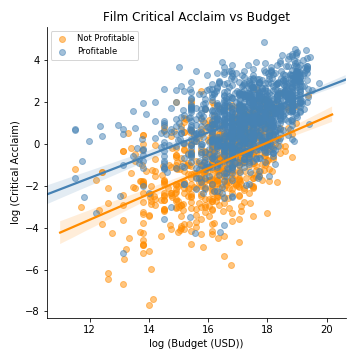 Film Critical Acclaim vs Budget
Not Profitable
Profitable
log (Critical Acclaim)
4
2
0
−2
−4
−6
−8
12
14
16
18
20
log (Budget (USD))